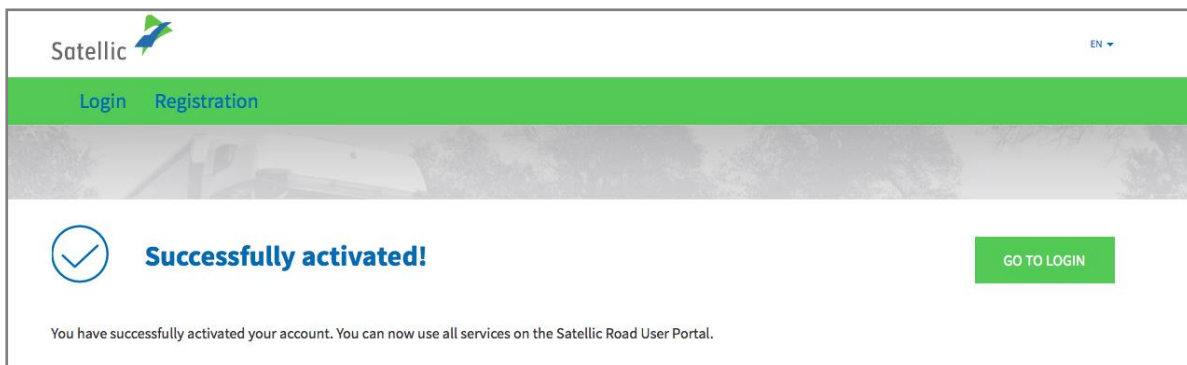 Satellic
EN
Login Registration
Successfully activated!
GO TO LOGIN
You have successfully activated your account. You can now use all services on the Satellic Road User Portal.